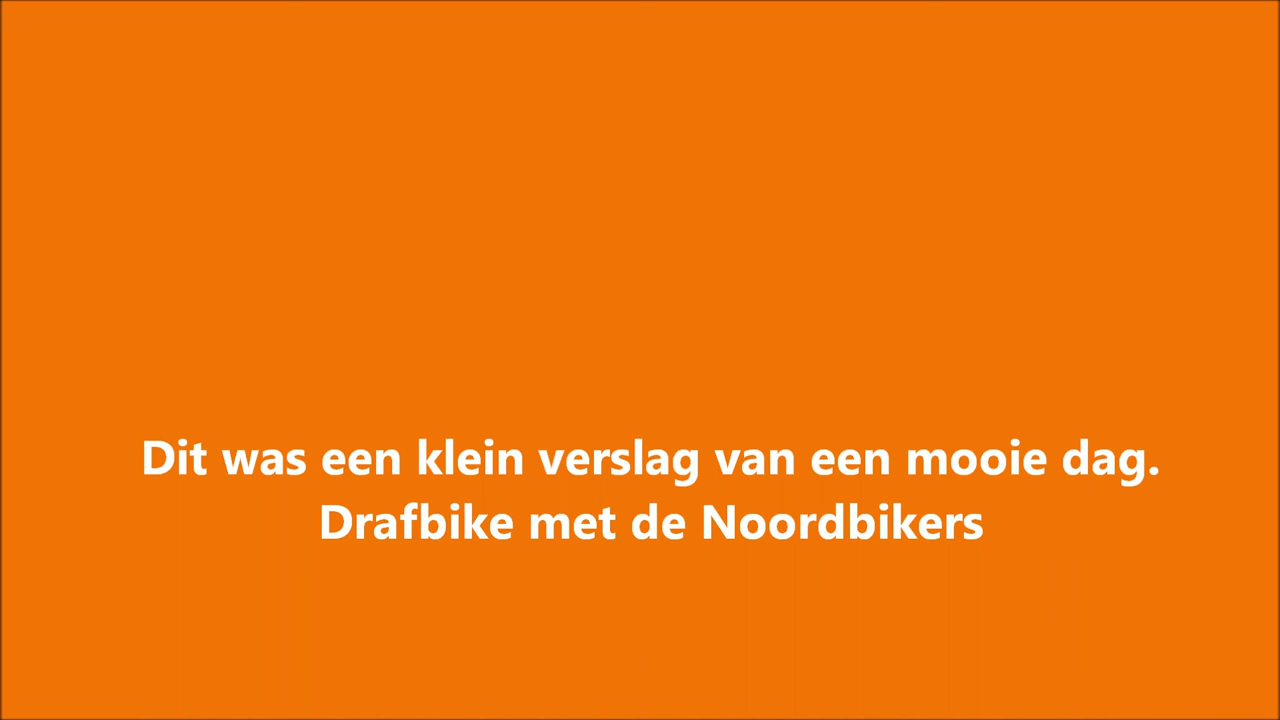 Dit was een klein verslag van een mooie dag.
Drafbike met de Noordbikers